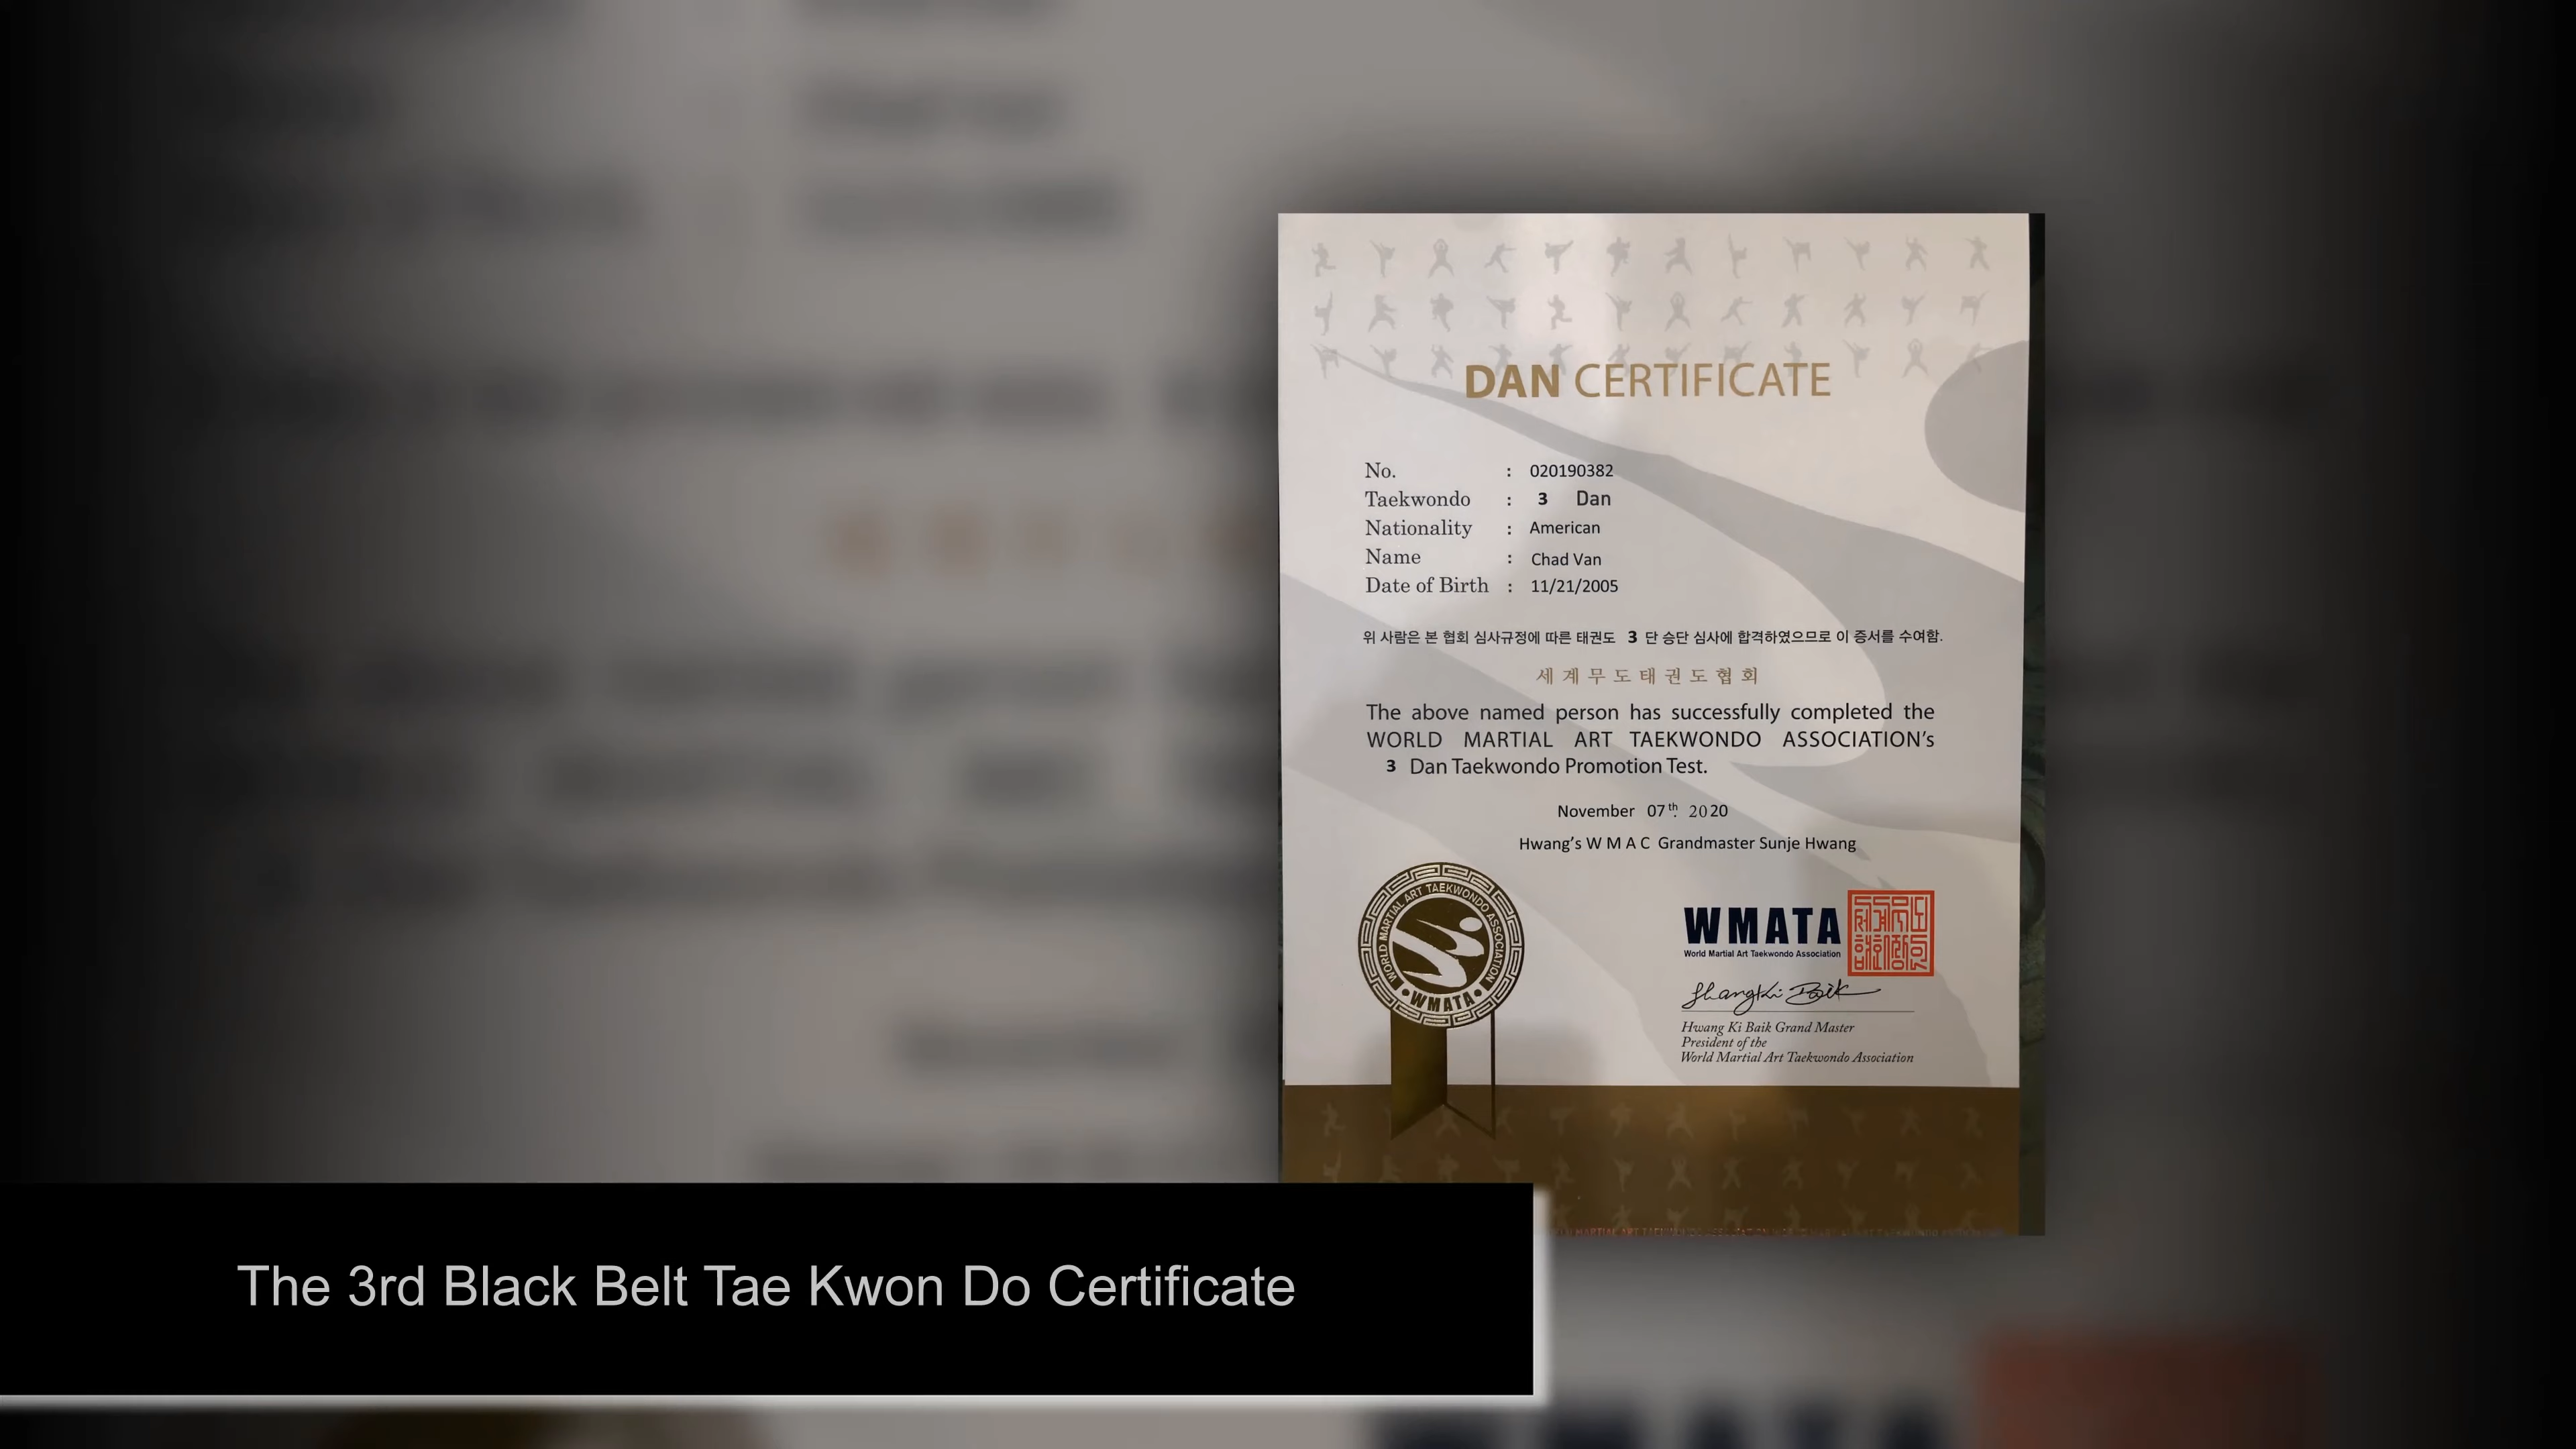 DAN CERTIFICATE
No. : 020190382
Taekwondo : 3 Dan
Nationality : American
Name : Chad Van
Date of Birth : 11/21/2005
위 사람은 본 협회 심사규정에 따른 태권도 3 단 승단 심사에 합격하였으므로 이 증서를 수여함.
세계무도태권도협회
The above named person has successfully completed the
WORLD MARTIAL ART TAEKWONDO ASSOCIATION's
3 Dan Taekwondo Promotion Test.
November 07th. 2020
Hwang's W M A C Grandmaster Sunje Hwang
WORLD MARTIAL ART TAEKWONDO ASSOCIATION
•WMATA•
WMATA
World Martial Art Taekwondo Association
Hwang Ki Baik Grand Master
President of the
World Martial Art Taekwondo Association
The 3rd Black Belt Tae Kwon Do Certificate